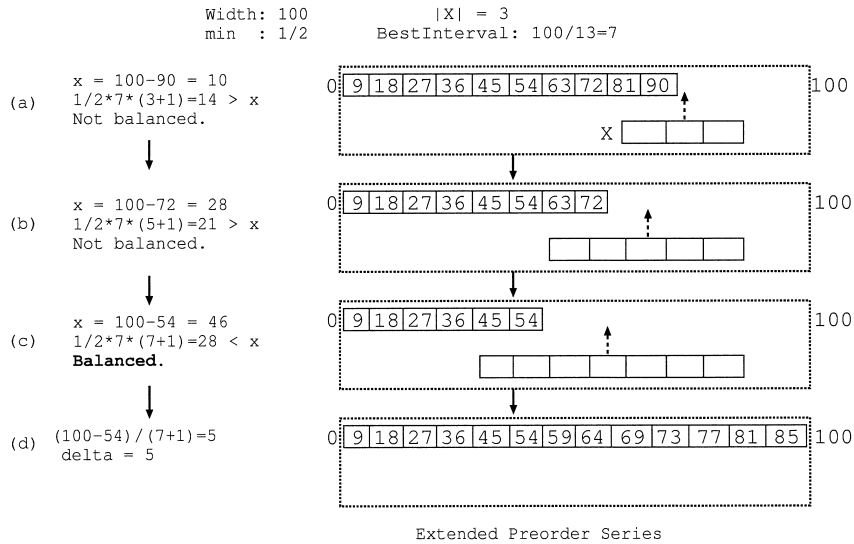 Width: 100 |X| = 3
min : 1/2 BestInterval: 100/13=7
(a)
x = 100-90 = 10
1/2*7*(3+1)=14 > x
Not balanced.
0 9 18 27 36 45 54 63 72 81 90 100
X
(b)
x = 100-72 = 28
1/2*7*(5+1)=21 > x
Not balanced.
0 9 18 27 36 45 54 63 72 100
(c)
x = 100-54 = 46
1/2*7*(7+1)=28 < x
Balanced.
0 9 18 27 36 45 54 100
(d)
(100-54)/(7+1)=5
delta = 5
0 9 18 27 36 45 54 59 64 69 73 77 81 85 100
Extended Preorder Series